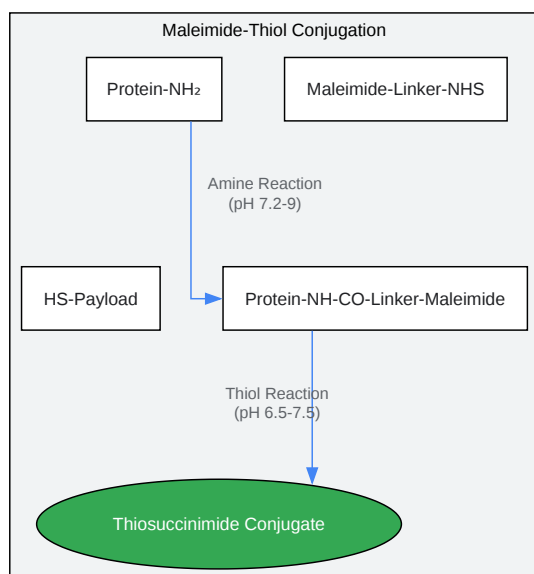 Maleimide-Thiol Conjugation
Protein-NH₂
Maleimide-Linker-NHS
Amine Reaction
(pH 7.2-9)
HS-Payload
Protein-NH-CO-Linker-Maleimide
Thiol Reaction
(pH 6.5-7.5)
Thiosuccinimide Conjugate